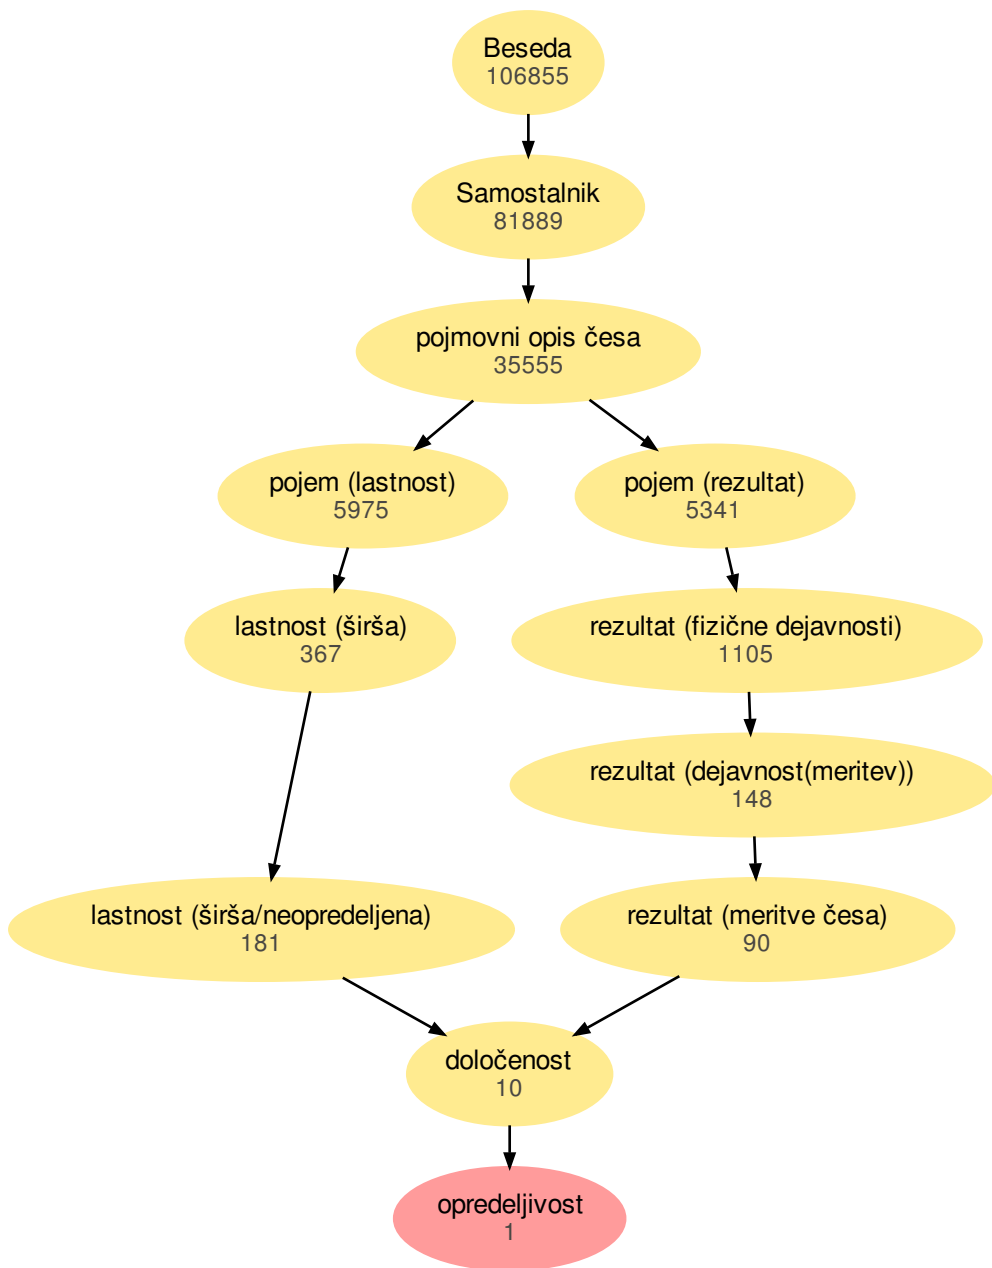 Beseda
106855
Samostalnik
81889
pojmovni opis česa
35555
pojem (lastnost)
5975
pojem (rezultat)
5341
lastnost (širša)
367
rezultat (fizične dejavnosti)
1105
rezultat (dejavnost(meritev))
148
lastnost (širša/neopredeljena)
181
rezultat (meritve česa)
90
določenost
10
opredeljivost
1